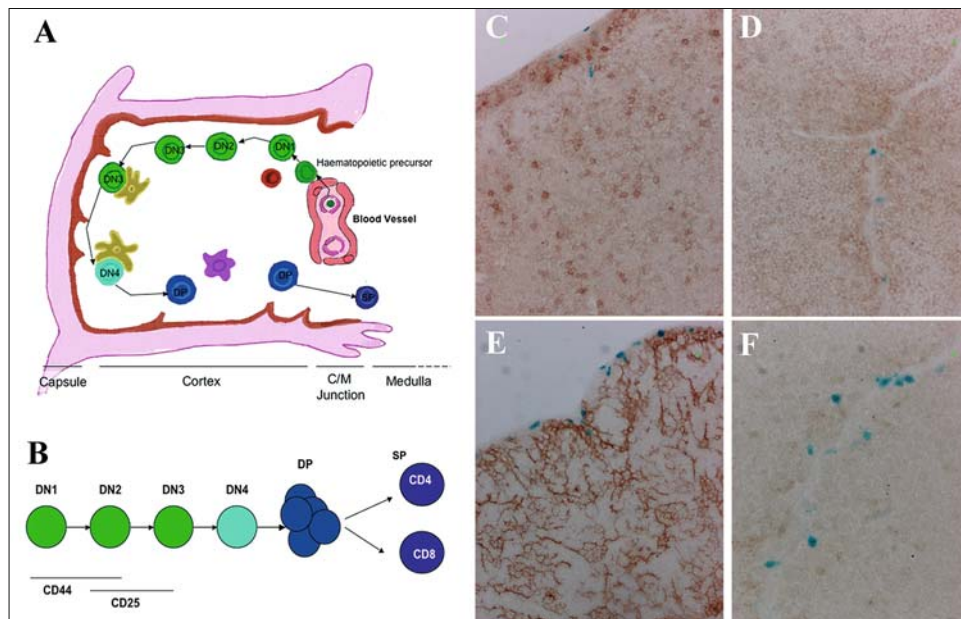 A
DN3
DN2
DN1
Haematopoietic precursor
DN3
Blood Vessel
DN4
DP
DP
SP
Capsule
Cortex
C/M
Junction
Medulla
B
DN1
DN2
DN3
DN4
DP
SP
CD4
CD8
CD44
CD25
C
D
E
F